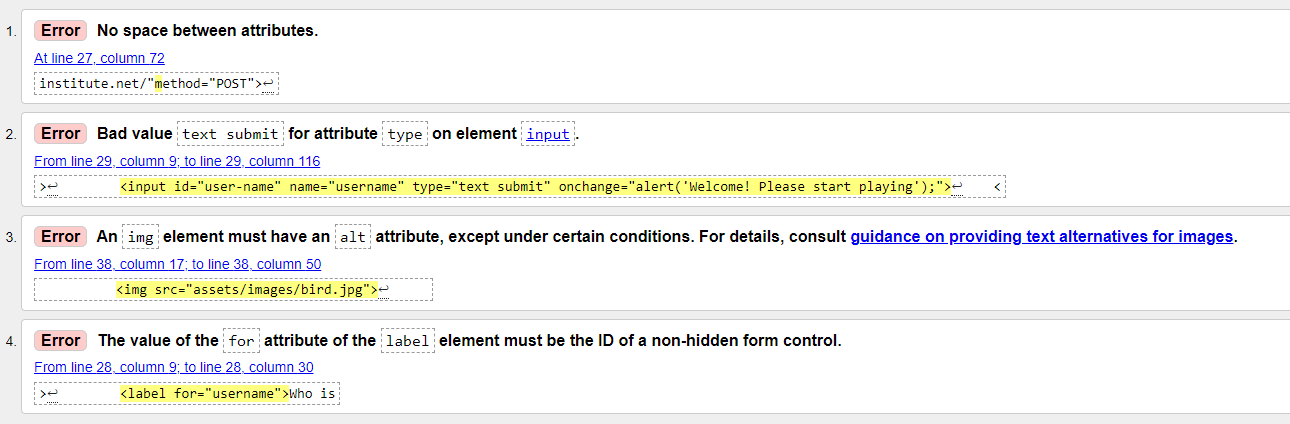 1. Error No space between attributes.
At line 27, column 72
institute.net/"method="POST">↩
2. Error Bad value text submit for attribute type on element input.
From line 29, column 9; to line 29, column 116
>↩ <input id="user-name" name="username" type="text submit" onchange="alert('Welcome! Please start playing');">↩ <
3. Error An img element must have an alt attribute, except under certain conditions. For details, consult guidance on providing text alternatives for images.
From line 38, column 17; to line 38, column 50
<img src="assets/images/bird.jpg">↩
4. Error The value of the for attribute of the label element must be the ID of a non-hidden form control.
From line 28, column 9; to line 28, column 30
>↩ <label for="username">Who is